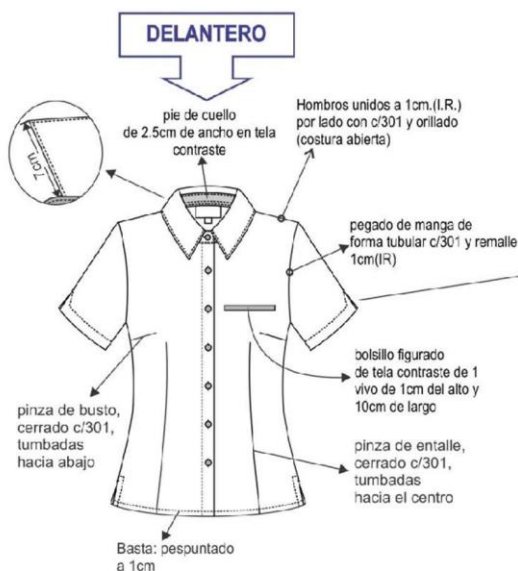 DELANTERO
pie de cuello
de 2.5cm de ancho en tela
contraste
Hombros unidos a 1cm.(I.R.)
por lado con c/301 y orillado
(costura abierta)
7cm.
pegado de manga de
forma tubular c/301 y remalle
1cm(IR)
bolsillo figurado
de tela contraste de 1
vivo de 1cm del alto y
10cm de largo
pinza de busto,
cerrado c/301,
tumbadas
hacia abajo
pinza de entalle,
cerrado c/301,
tumbadas
hacia el centro
Basta: pespuntado
a 1cm